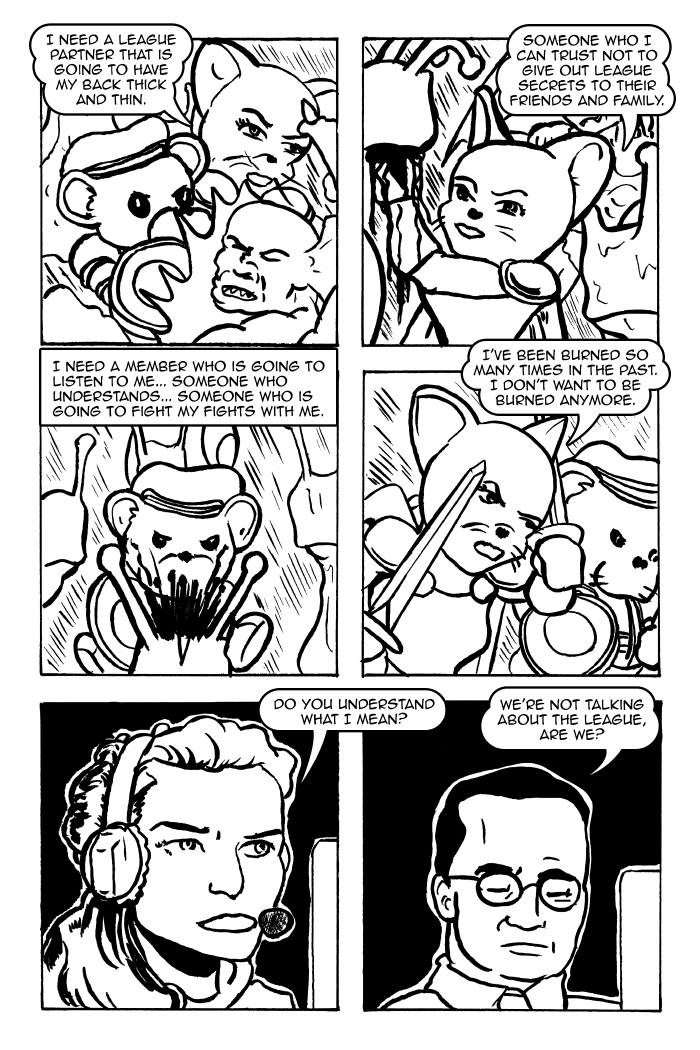 I NEED A LEAGUE
PARTNER THAT IS
GOING TO HAVE
MY BACK THICK
AND THIN.
SOMEONE WHO I
CAN TRUST NOT TO
GIVE OUT LEAGUE
SECRETS TO THEIR
FRIENDS AND FAMILY.
I NEED A MEMBER WHO IS GOING TO
LISTEN TO ME... SOMEONE WHO
UNDERSTANDS... SOMEONE WHO IS
GOING TO FIGHT MY FIGHTS WITH ME.
I'VE BEEN BURNED SO
MANY TIMES IN THE PAST.
I DON'T WANT TO BE
BURNED ANYMORE.
DO YOU UNDERSTAND
WHAT I MEAN?
WE'RE NOT TALKING
ABOUT THE LEAGUE,
ARE WE?